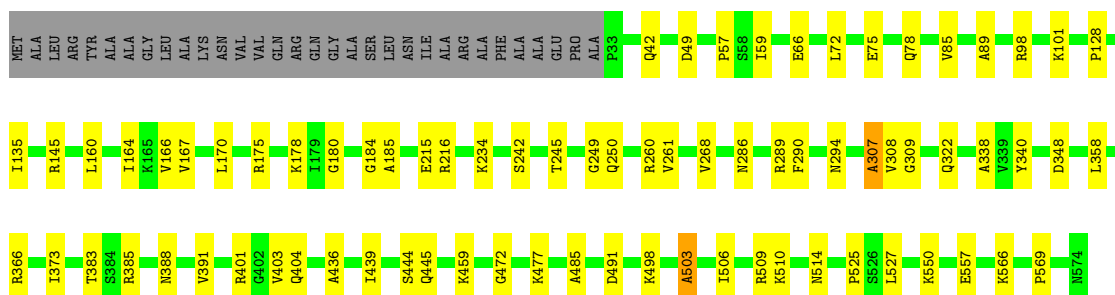 MET ALA LEU ARG TYR ALA ALA GLY LEU ALA LYS ASN VAL VAL GLN ARG GLN GLY ALA SER LEU ASN ILE ALA ARG ALA PHE ALA GLU PRO ALA P33 Q42 D49 P57 S58 I59 E66 L72 E75 Q78 V85 A89 R98 K101 P128
I135 R145 L160 I164 K165 V166 V167 L170 R175 K178 I179 G180 G184 A185 E215 R216 K234 S242 T245 G249 Q250 R260 V261 V268 N286 R289 F290 N294 A307 V308 G309 Q322 A338 V339 Y340 D348 L358
R366 I373 T383 S384 R385 N388 V391 R401 G402 V403 Q404 A436 I439 S444 Q445 K459 G472 K477 A485 D491 K498 A503 I506 R509 K510 N514 P525 S526 L527 K550 E557 K566 P569 N574